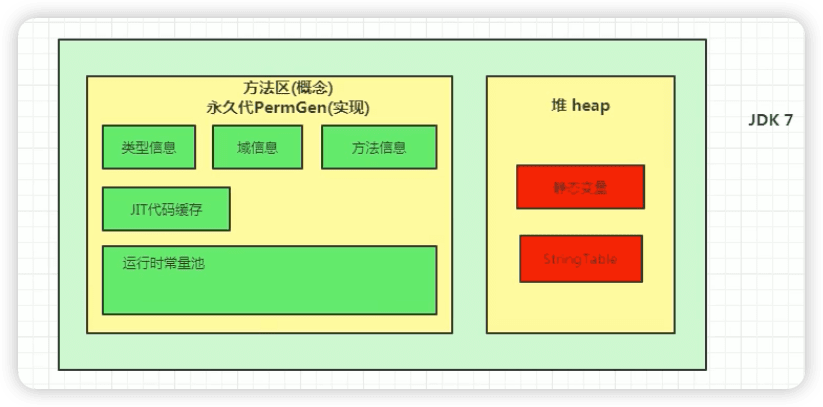 方法区(概念)
永久代PermGen(实现)
类型信息
域信息
方法信息
JIT代码缓存
运行时常量池
堆 heap
静态变量
StringTable
JDK 7